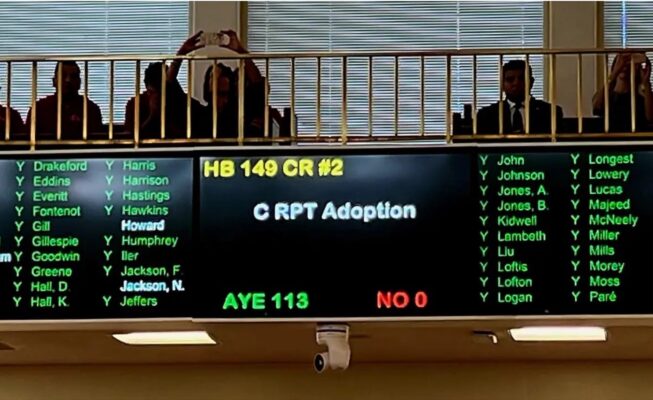 Y Drakeford
Y Eddins
Y Everitt
Y Fontenot
Y Gill
Y Gillespie
Y Goodwin
Y Greene
Y Hall, D.
Y Hall, K.
Y Harris
Y Harrison
Y Hastings
Y Hawkins
Howard
Y Humphrey
Y Iler
Y Jackson, F.
Jackson, N.
Y Jeffers
HB 149 CR #2
C RPT Adoption
AYE 113 NO 0
Y John
Y Johnson
Y Jones, A.
Y Jones, B.
Y Kidwell
Y Lambeth
Y Liu
Y Loftis
Y Lofton
Y Logan
Y Longest
Y Lowery
Y Lucas
Y Majeed
Y McNeely
Y Miller
Y Mills
Y Morey
Y Moss
Y Paré